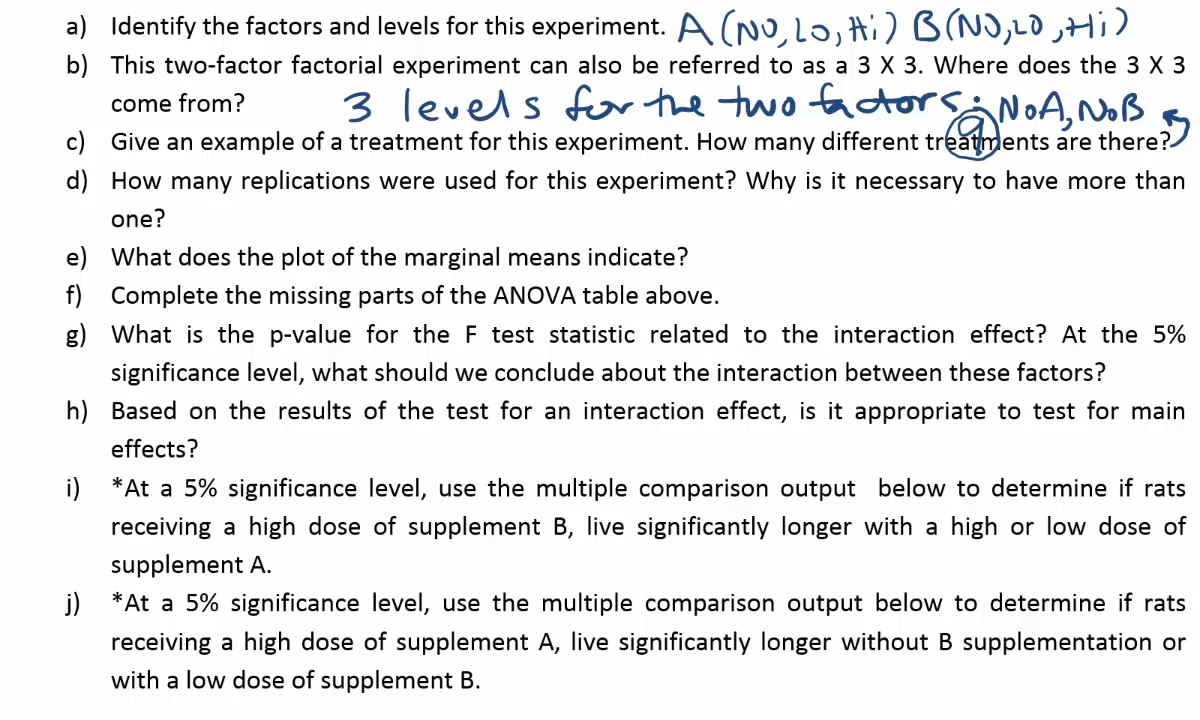 a) Identify the factors and levels for this experiment. A (NO, LO, Hi) B (NO, LO, Hi)
b) This two-factor factorial experiment can also be referred to as a 3 X 3. Where does the 3 X 3
come from? 3 levels for the two factors. NoA, NoB
c) Give an example of a treatment for this experiment. How many different treatments are there? 9
d) How many replications were used for this experiment? Why is it necessary to have more than
one?
e) What does the plot of the marginal means indicate?
f) Complete the missing parts of the ANOVA table above.
g) What is the p-value for the F test statistic related to the interaction effect? At the 5%
significance level, what should we conclude about the interaction between these factors?
h) Based on the results of the test for an interaction effect, is it appropriate to test for main
effects?
i) *At a 5% significance level, use the multiple comparison output below to determine if rats
receiving a high dose of supplement B, live significantly longer with a high or low dose of
supplement A.
j) *At a 5% significance level, use the multiple comparison output below to determine if rats
receiving a high dose of supplement A, live significantly longer without B supplementation or
with a low dose of supplement B.